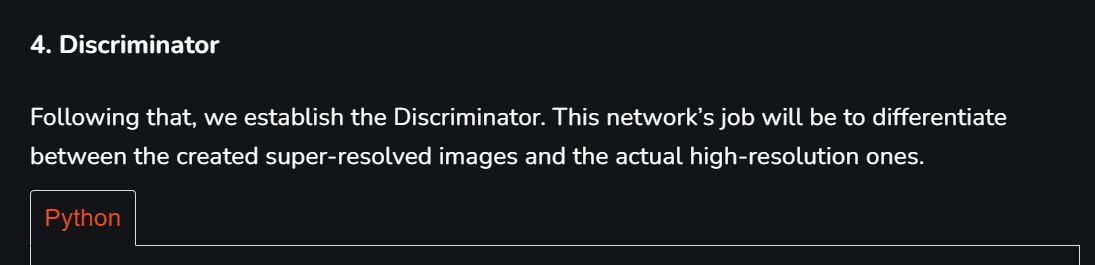 4. Discriminator
Following that, we establish the Discriminator. This network’s job will be to differentiate
between the created super-resolved images and the actual high-resolution ones.
Python